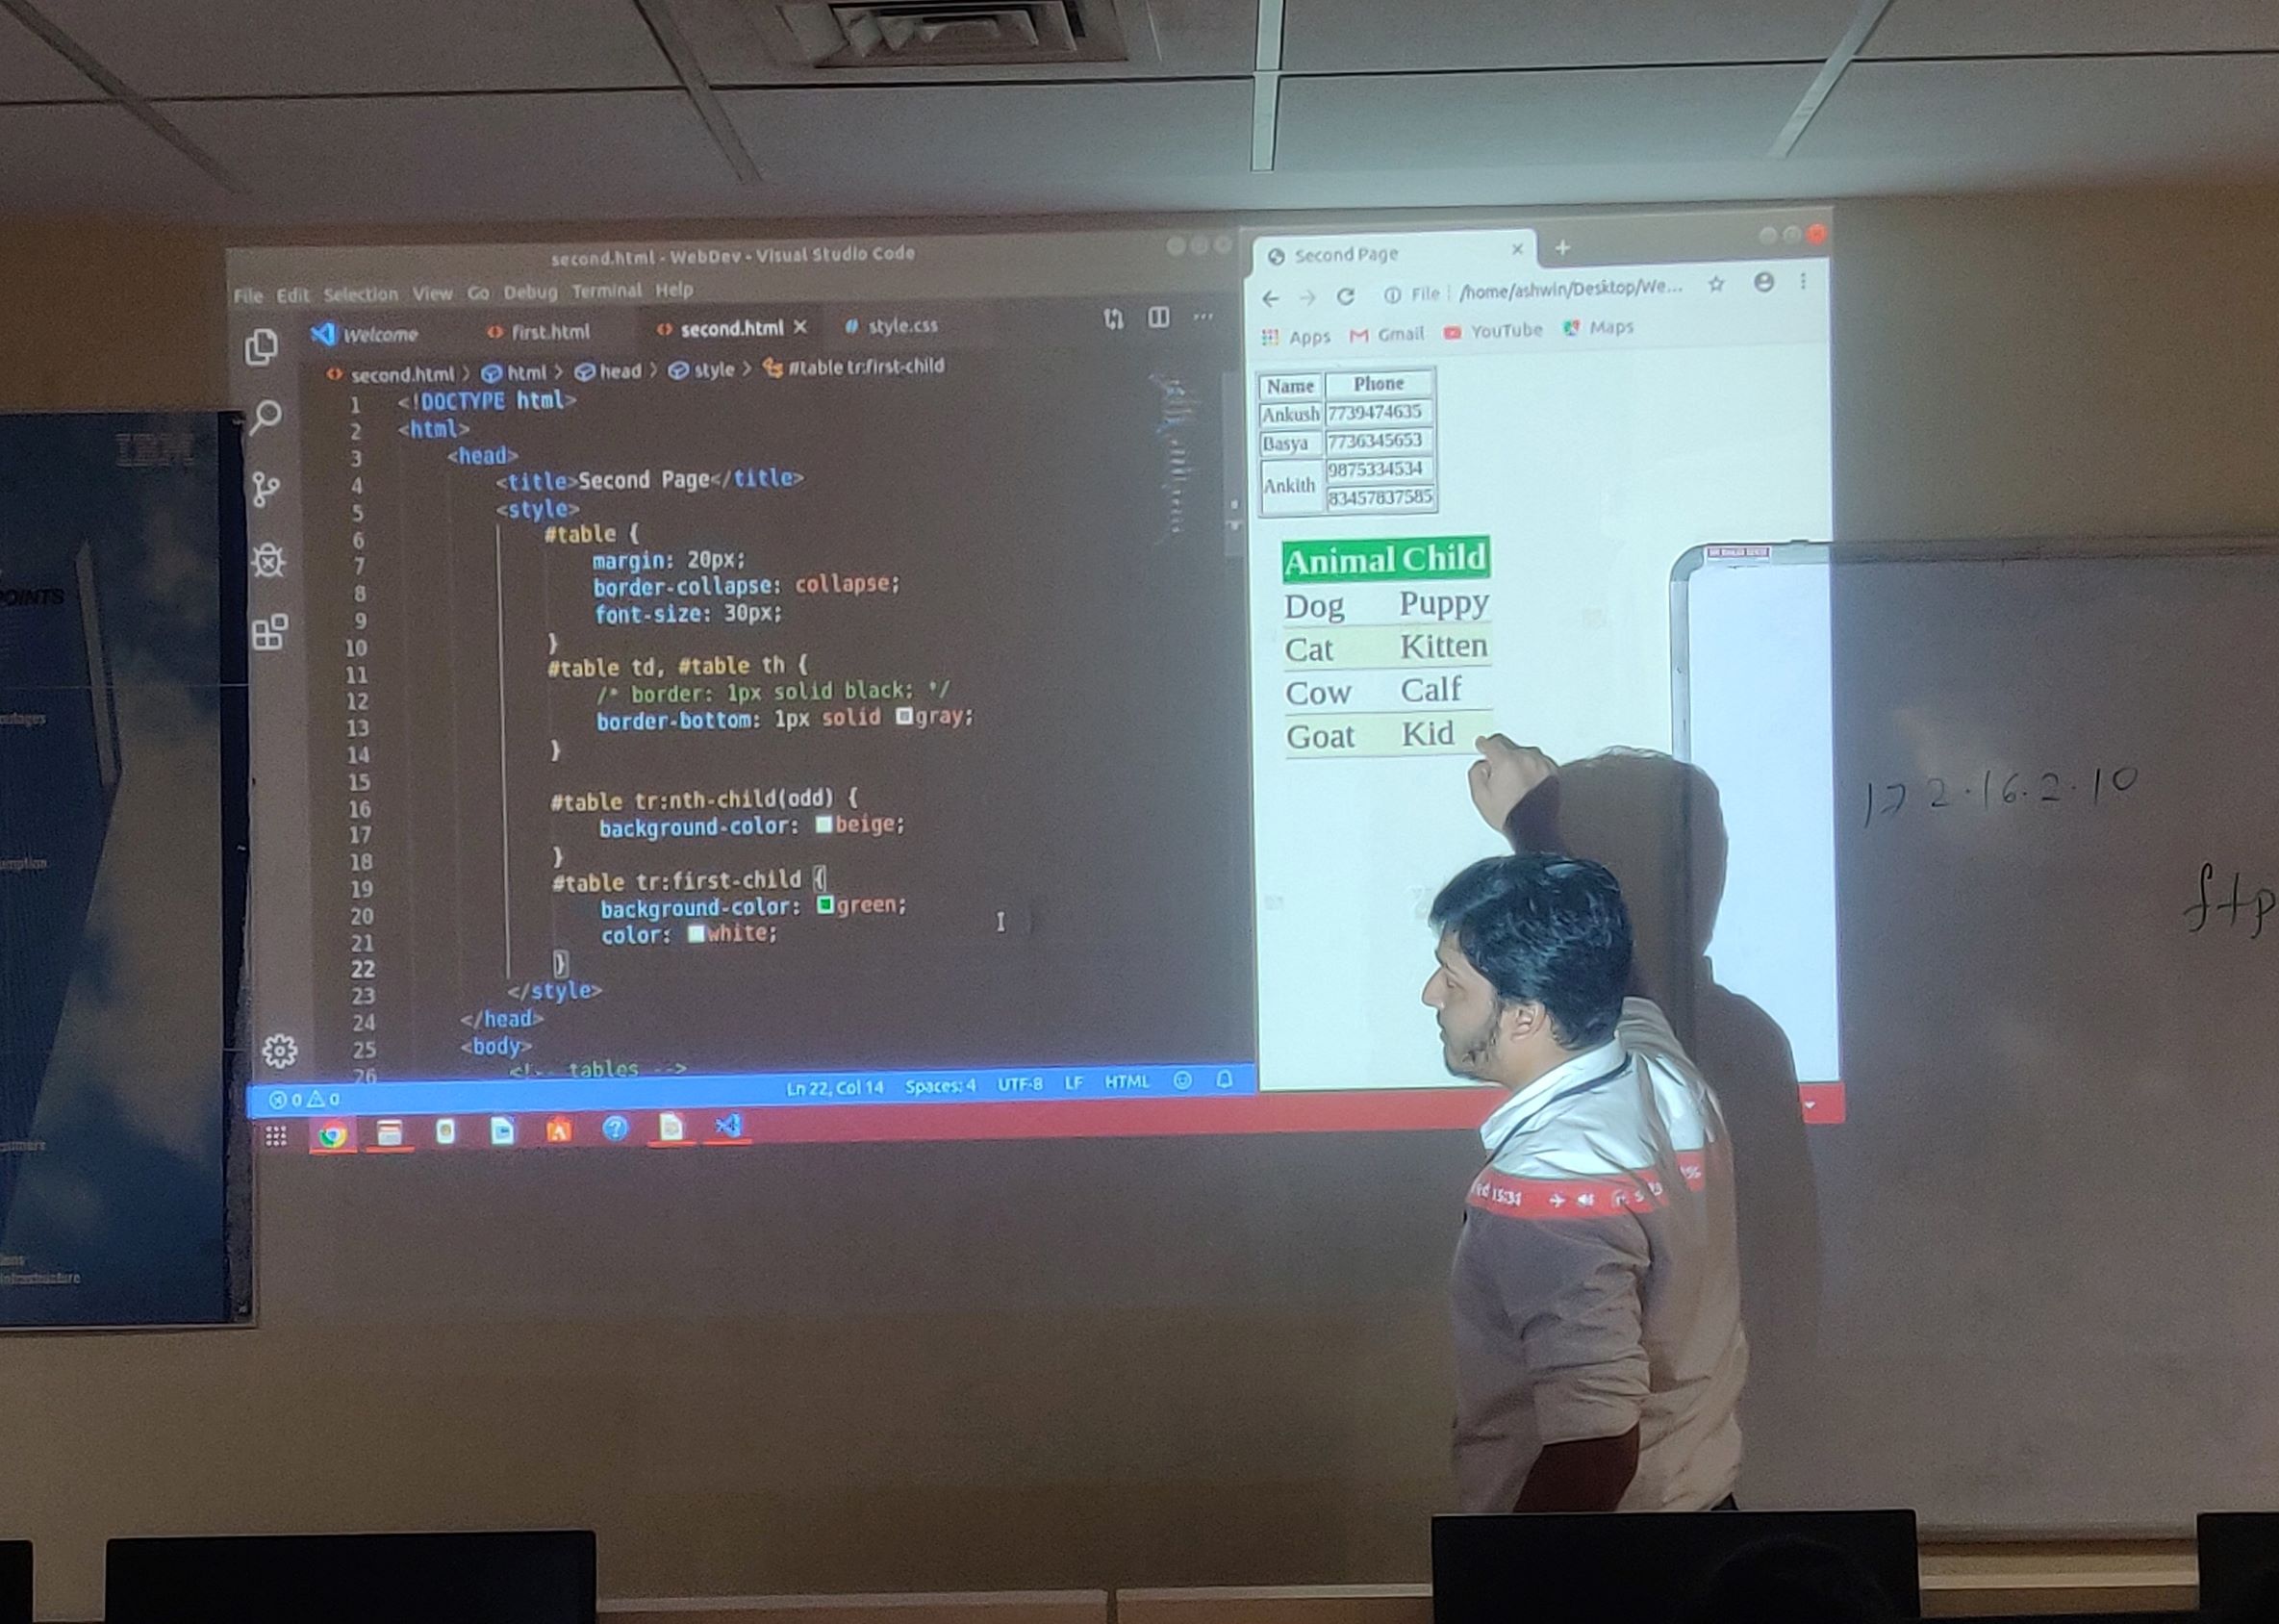 second.html - WebDev - Visual Studio Code
File Edit Selection View Go Debug Terminal Help
Welcome first.html second.html style.css
second.html > html > head > style > #table tr:first-child
1 <!DOCTYPE html>
2 <html>
3 <head>
4 <title>Second Page</title>
5 <style>
6 #table {
7 margin: 20px;
8 border-collapse: collapse;
9 font-size: 30px;
10 }
11 #table td, #table th {
12 /* border: 1px solid black; */
13 border-bottom: 1px solid gray;
14 }
15
16 #table tr:nth-child(odd) {
17 background-color: beige;
18 }
19 #table tr:first-child {
20 background-color: green;
21 color: white;
22 }
23 </style>
24 </head>
25 <body>
26 <!-- tables -->
0 0 Ln 22, Col 14 Spaces: 4 UTF-8 LF HTML
Second Page
File /home/ashwin/Desktop/We...
Apps Gmail YouTube Maps
Name Phone
Ankush 7739474635
Basya 7736345653
Ankith 9875334534
83457837585
Animal Child
Dog Puppy
Cat Kitten
Cow Calf
Goat Kid
15:31
172.16.2.10
ftp
IBM
POINTS
outages
Infrastructure